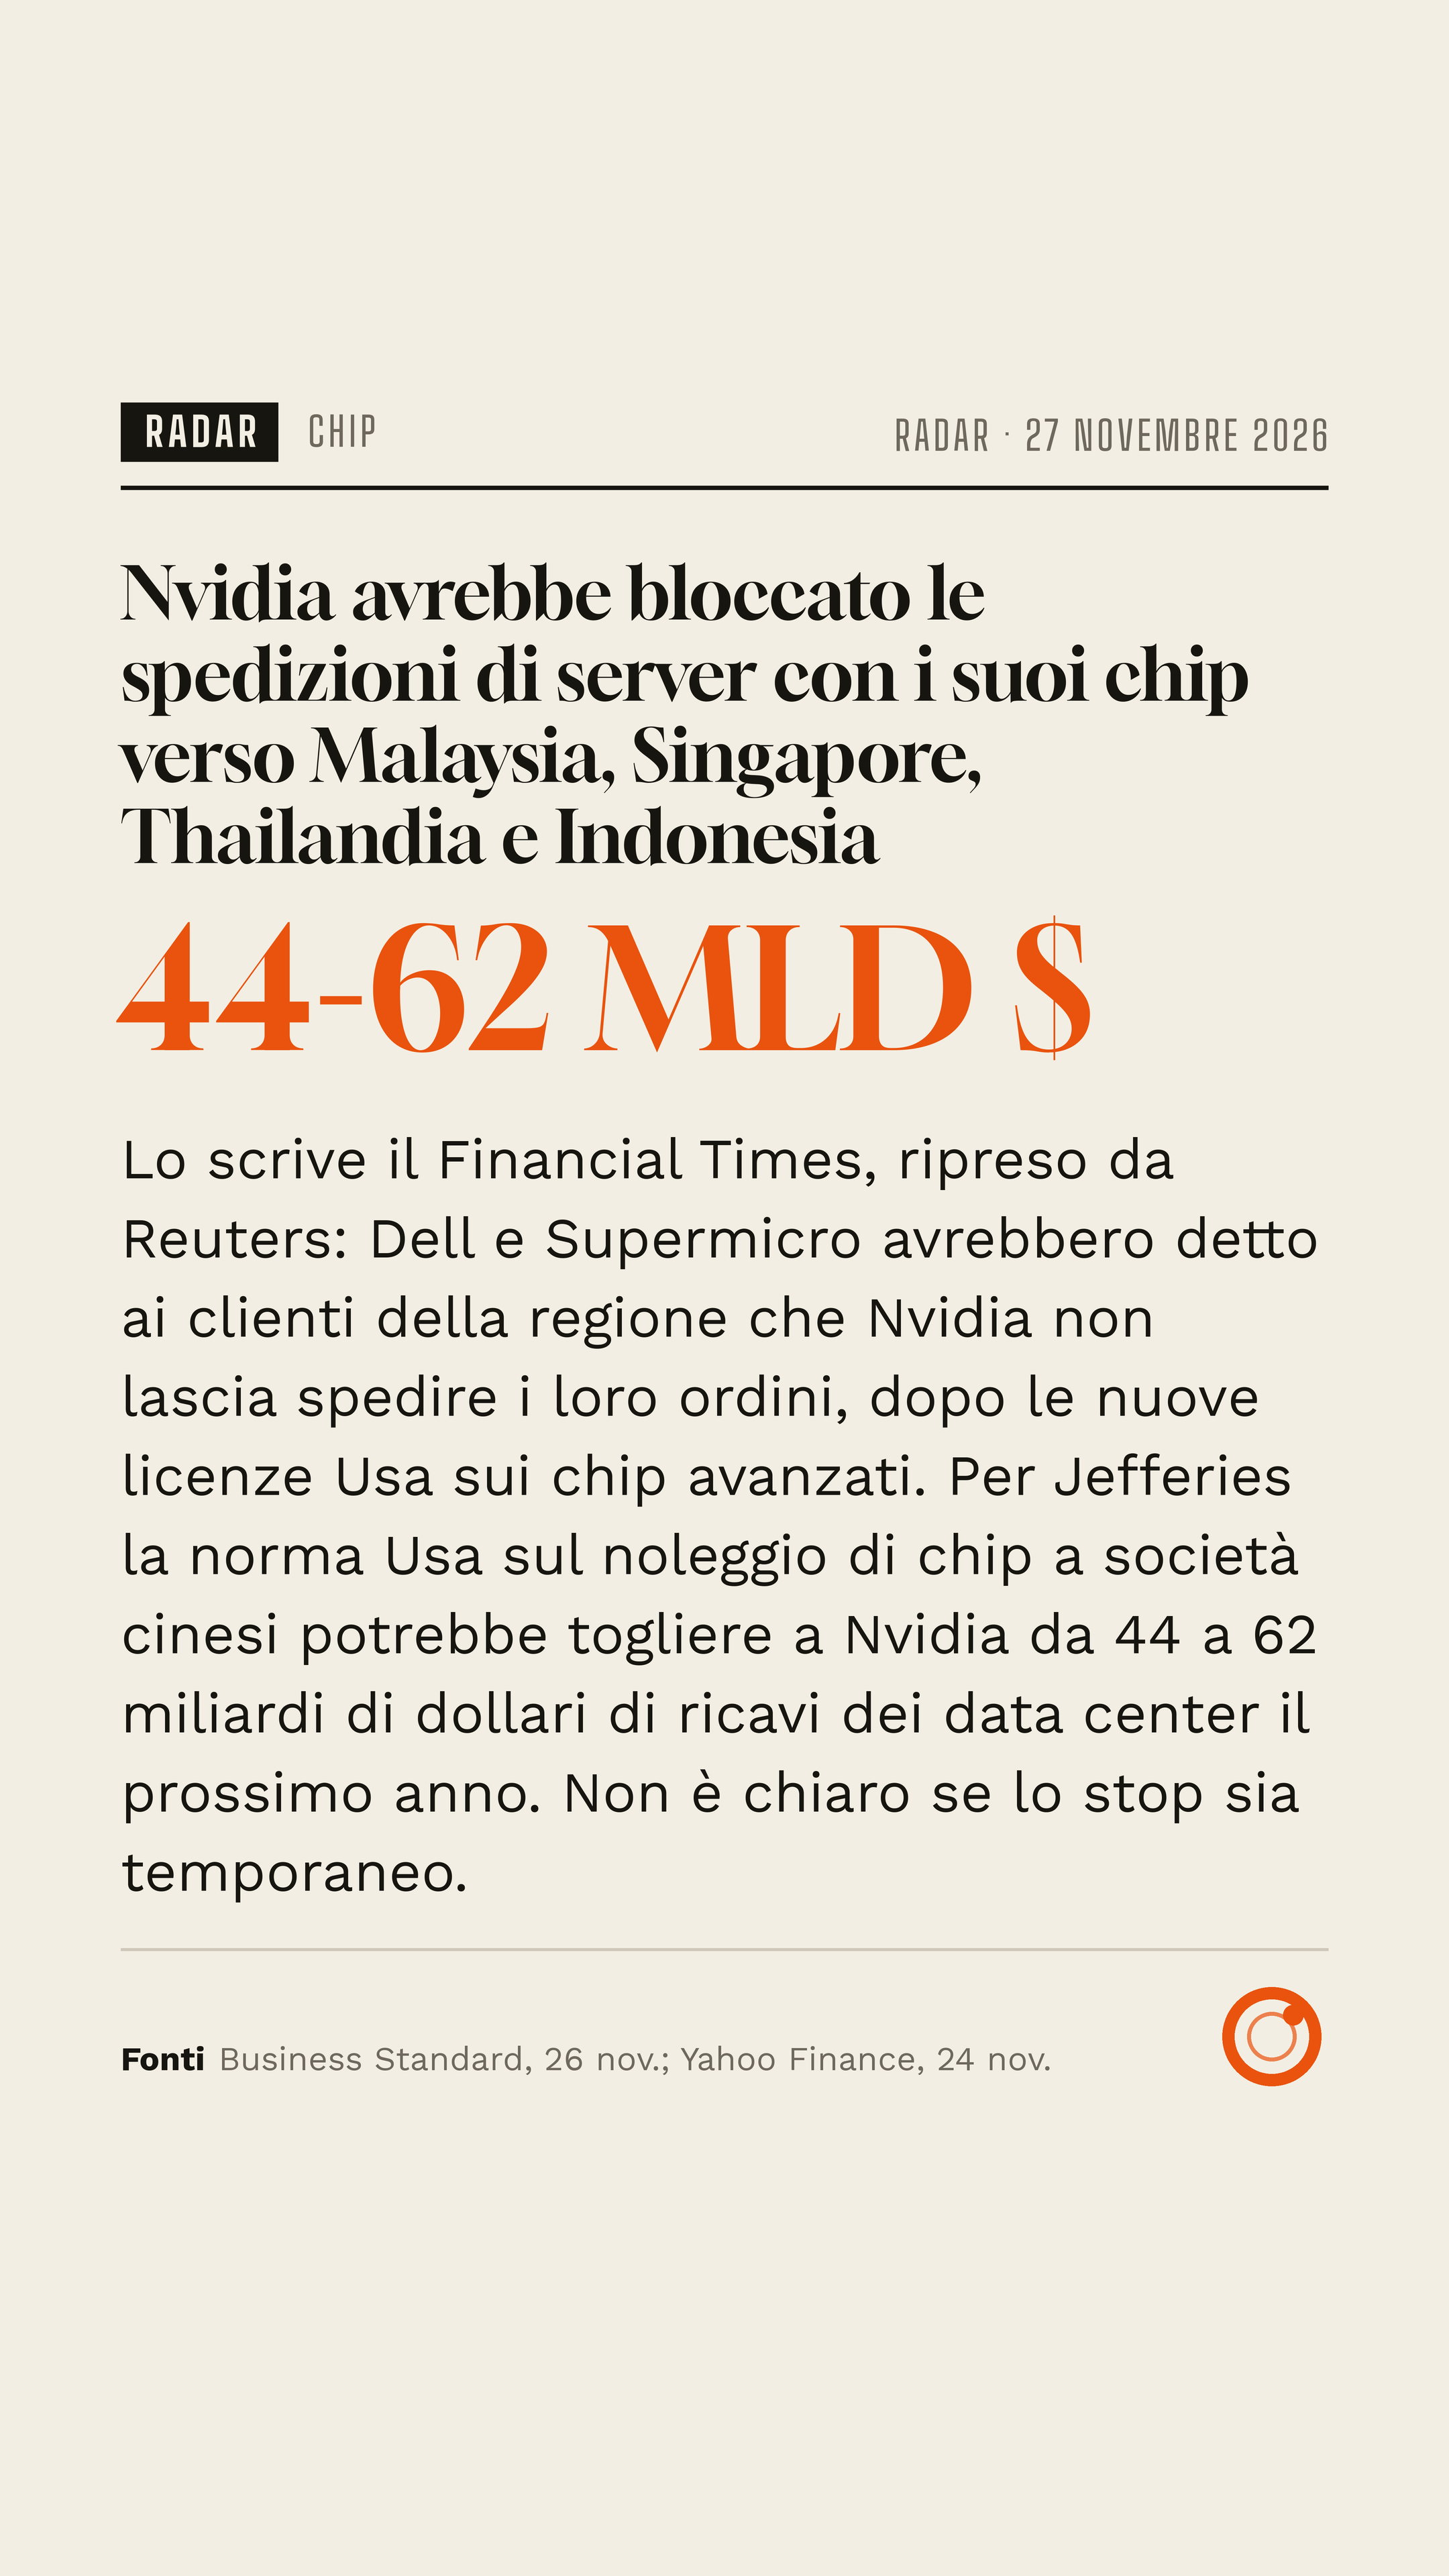 RADAR CHIP RADAR · 27 NOVEMBRE 2026
Nvidia avrebbe bloccato le
spedizioni di server con i suoi chip
verso Malaysia, Singapore,
Thailandia e Indonesia
44-62 MLD $
Lo scrive il Financial Times, ripreso da
Reuters: Dell e Supermicro avrebbero detto
ai clienti della regione che Nvidia non
lascia spedire i loro ordini, dopo le nuove
licenze Usa sui chip avanzati. Per Jefferies
la norma Usa sul noleggio di chip a società
cinesi potrebbe togliere a Nvidia da 44 a 62
miliardi di dollari di ricavi dei data center il
prossimo anno. Non è chiaro se lo stop sia
temporaneo.
Fonti Business Standard, 26 nov.; Yahoo Finance, 24 nov.